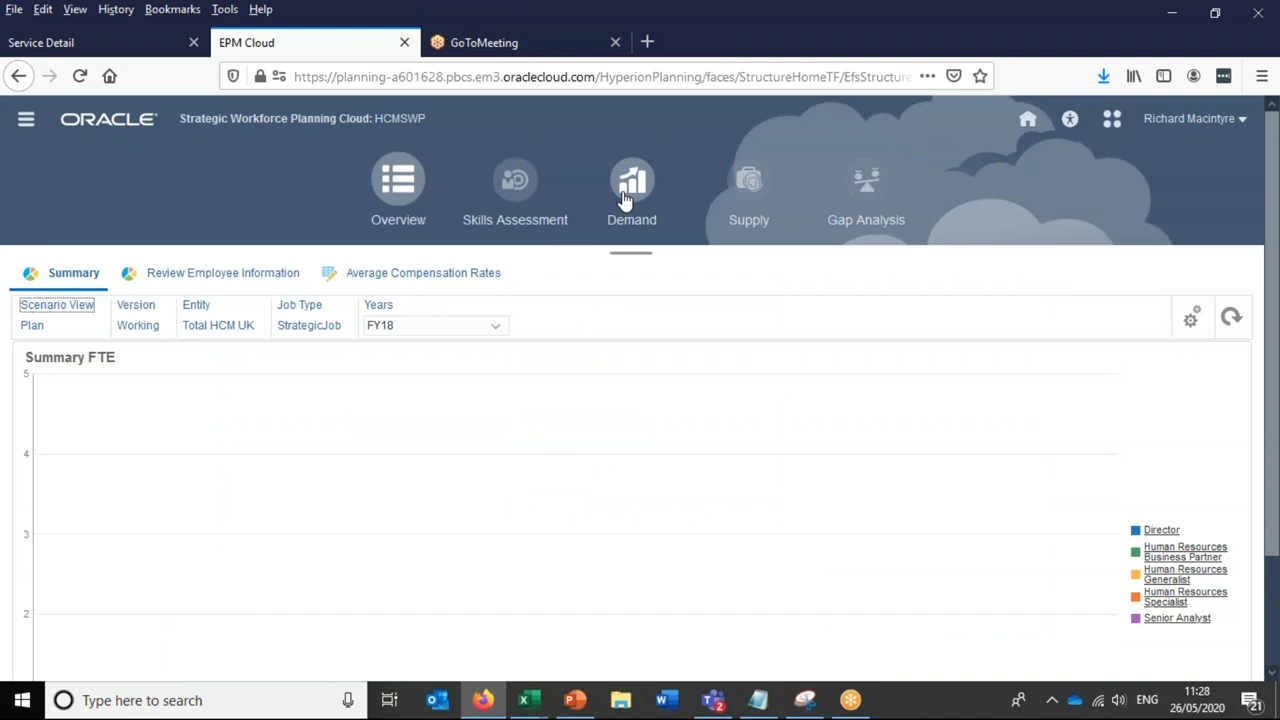 File Edit View History Bookmarks Tools Help
Service Detail
EPM Cloud
GoToMeeting
https://planning-a601628.pbcs.em3.oraclecloud.com/HyperionPlanning/faces/StructureHomeTF/EfsStructure
ORACLE
Strategic Workforce Planning Cloud: HCMSWP
Richard Macintyre
Overview
Skills Assessment
Demand
Supply
Gap Analysis
Summary
Review Employee Information
Average Compensation Rates
Scenario View
Version
Entity
Job Type
Years
Plan
Working
Total HCM UK
StrategicJob
FY18
Summary FTE
5
4
3
2
Director
Human Resources
Business Partner
Human Resources
Generalist
Human Resources
Specialist
Senior Analyst
Type here to search
2
ENG
11:28
26/05/2020
21